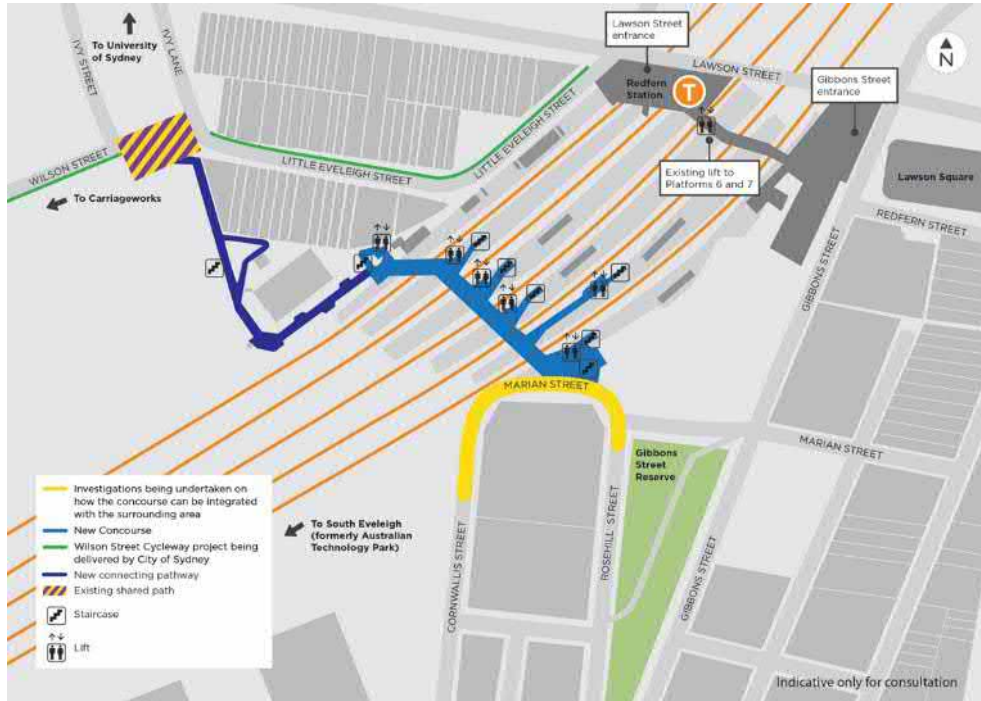 To University
of Sydney
IVY STREET
IVY LANE
Lawson Street
entrance
LAWSON STREET
Gibbons Street
entrance
N
Redfern
Station
T
WILSON STREET
To Carriageworks
LITTLE EVELEIGH STREET
LITTLE EVELEIGH STREET
Existing lift to
Platforms 6 and 7
Lawson Square
REDFERN STREET
GIBBONS STREET
MARIAN STREET
MARIAN STREET
Gibbons
Street
Reserve
To South Eveleigh
(formerly Australian
Technology Park)
CORNWALLIS STREET
ROSEHILL STREET
GIBBONS STREET
Investigations being undertaken on
how the concourse can be integrated
with the surrounding area
New Concourse
Wilson Street Cycleway project being
delivered by City of Sydney
New connecting pathway
Existing shared path
Staircase
Lift
Indicative only for consultation